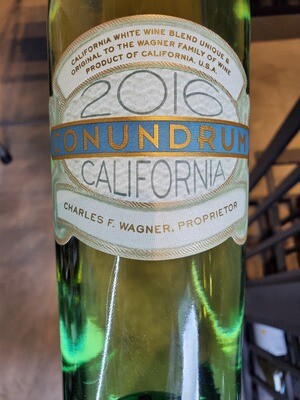 CALIFORNIA WHITE WINE BLEND UNIQUE &
ORIGINAL TO THE WAGNER FAMILY OF WINE
PRODUCT OF CALIFORNIA. U.S.A.
2016
CONUNDRUM
CALIFORNIA
CHARLES F. WAGNER, PROPRIETOR